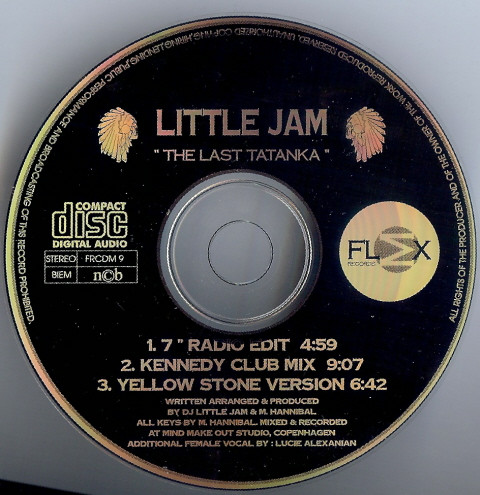 ALL RIGHTS OF THE PRODUCER AND OF THE OWNER OF THE WORK REPRODUCED RESERVED. UNAUTHORIZED COPYING, HIRING, LENDING, PUBLIC PERFORMANCE AND BROADCASTING OF THIS RECORD PROHIBITED.
LITTLE JAM
" THE LAST TATANKA "
COMPACT
disc
DIGITAL AUDIO
STEREO FRCDM 9
BIEM n©b
FLEX
RECORDS
1. 7 " RADIO EDIT 4:59
2. KENNEDY CLUB MIX 9:07
3. YELLOW STONE VERSION 6:42
WRITTEN ARRANGED & PRODUCED
BY DJ LITTLE JAM & M. HANNIBAL
ALL KEYS BY M. HANNIBAL MIXED & RECORDED
AT MIND MAKE OUT STUDIO, COPENHAGEN
ADDITIONAL FEMALE VOCAL BY : LUCIE ALEXANIAN